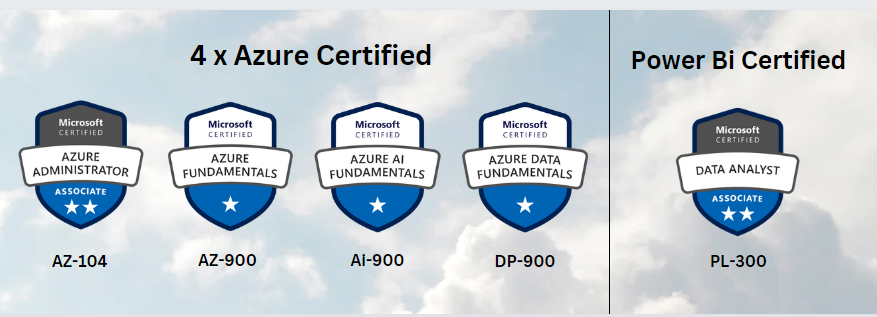 4 x Azure Certified
Power Bi Certified
Microsoft
CERTIFIED
AZURE
ADMINISTRATOR
ASSOCIATE
AZ-104
Microsoft
CERTIFIED
AZURE
FUNDAMENTALS
AZ-900
Microsoft
CERTIFIED
AZURE AI
FUNDAMENTALS
Ai-900
Microsoft
CERTIFIED
AZURE DATA
FUNDAMENTALS
DP-900
Microsoft
CERTIFIED
DATA ANALYST
ASSOCIATE
PL-300